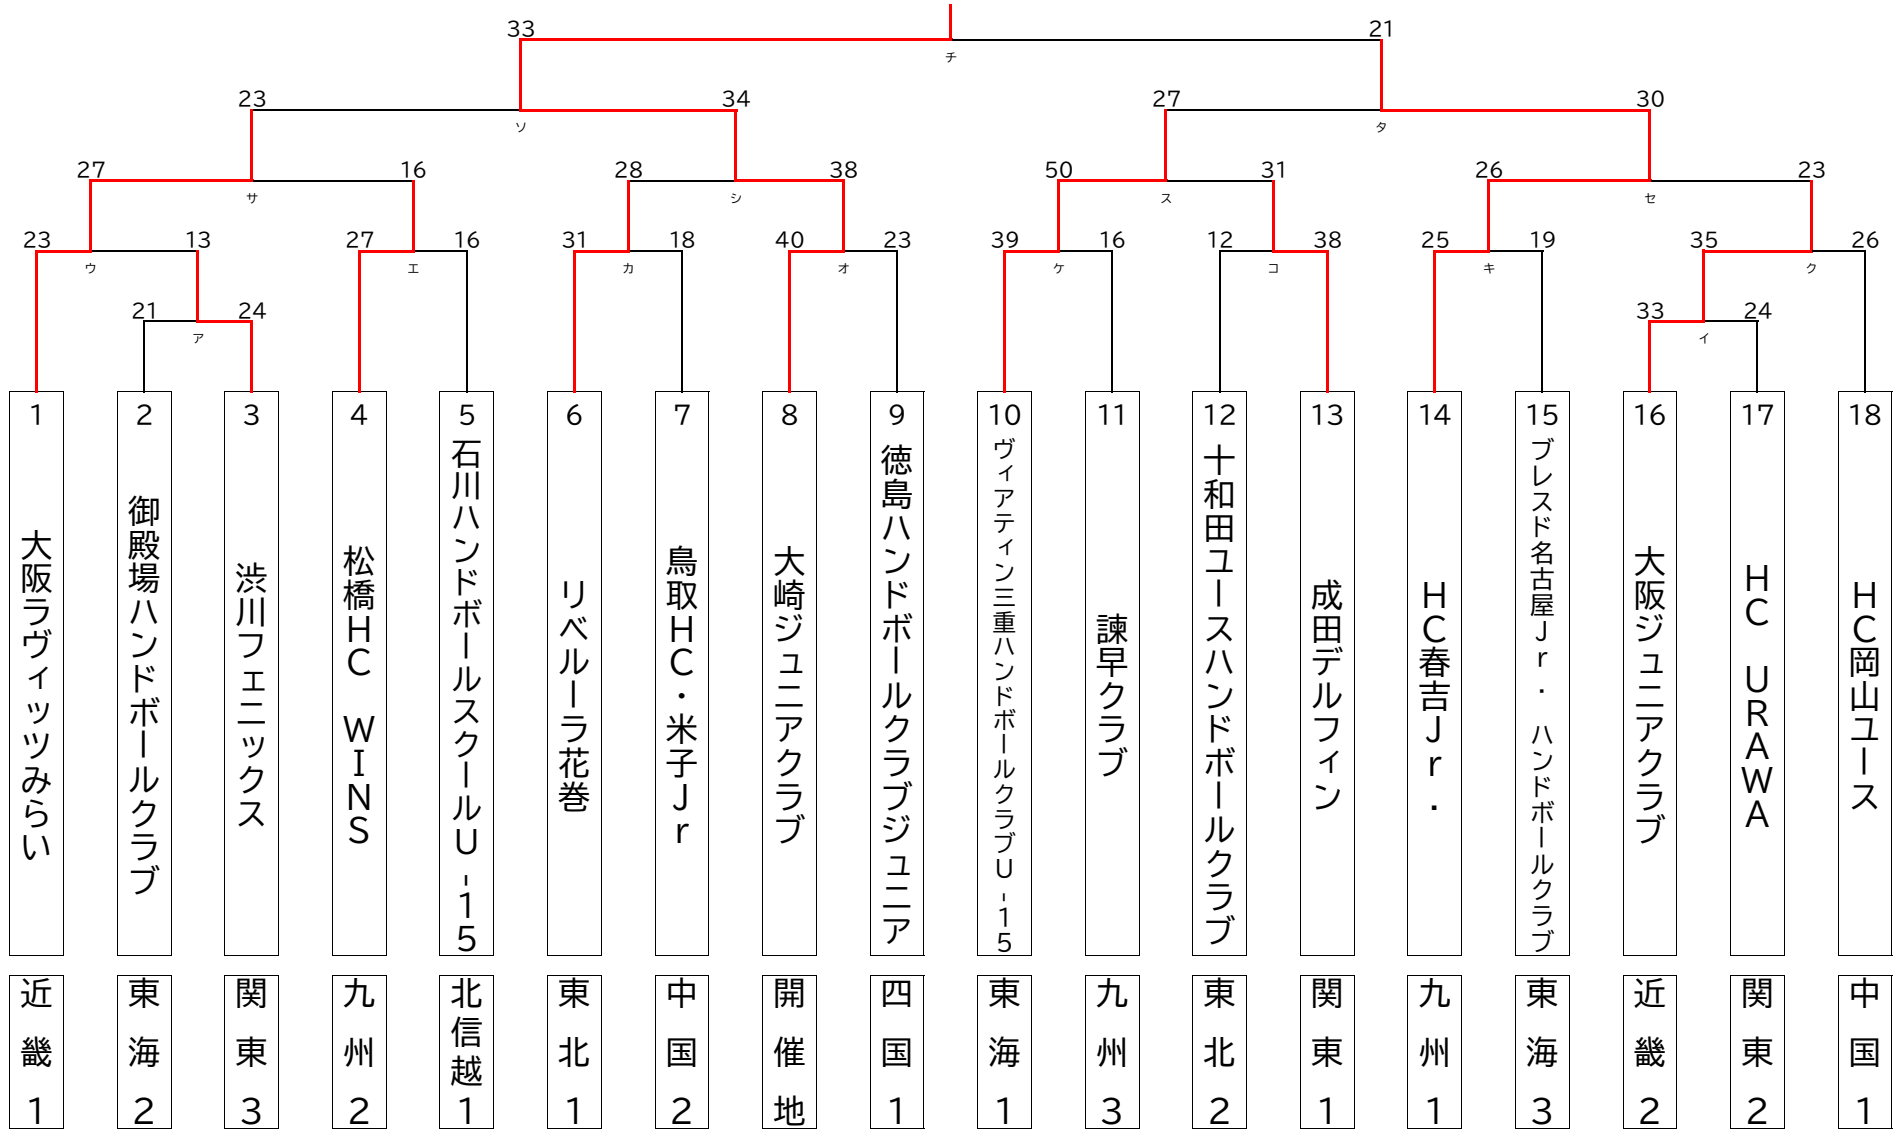 33 21
チ
23 34 27 30
ソ タ
27 16 28 38 50 31 26 23
サ シ ス セ
23 13 27 16 31 18 40 23 39 16 12 38 25 19 35 26
ウ エ カ オ ケ コ キ ク
21 24 33 24
ア イ
1 2 3 4 5 6 7 8 9 10 11 12 13 14 15 16 17 18
大阪ラヴィッツみらい
御殿場ハンドボールクラブ
渋川フェニックス
松橋HC WINS
石川ハンドボールスクールU-15
リベルーラ花巻
鳥取HC・米子Jr
大崎ジュニアクラブ
徳島ハンドボールクラブジュニア
ヴィアティン三重ハンドボールクラブU-15
諫早クラブ
十和田ユースハンドボールクラブ
成田デルフィン
HC春吉Jr.
ブレスド名古屋Jr. ハンドボールクラブ
大阪ジュニアクラブ
HC URAWA
HC岡山ユース
近畿1
東海2
関東3
九州2
北信越1
東北1
中国2
開催地
四国1
東海1
九州3
東北2
関東1
九州1
東海3
近畿2
関東2
中国1